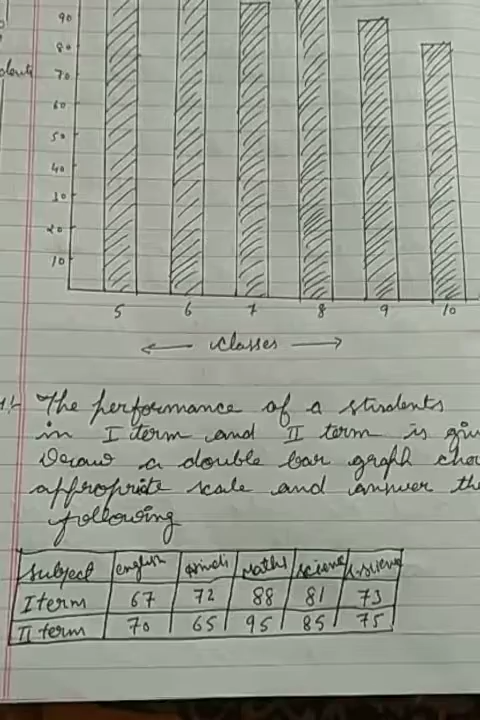 90
80
70
60
50
40
30
20
10
5 6 7 8 9 10
← Classes →
The performance of a students
in I term and II term is giv
Draw a double bar graph cho
appropriate scale and answer the
following
Subject english Hindi Maths science s.science
I term 67 72 88 81 73
II term 70 65 95 85 75